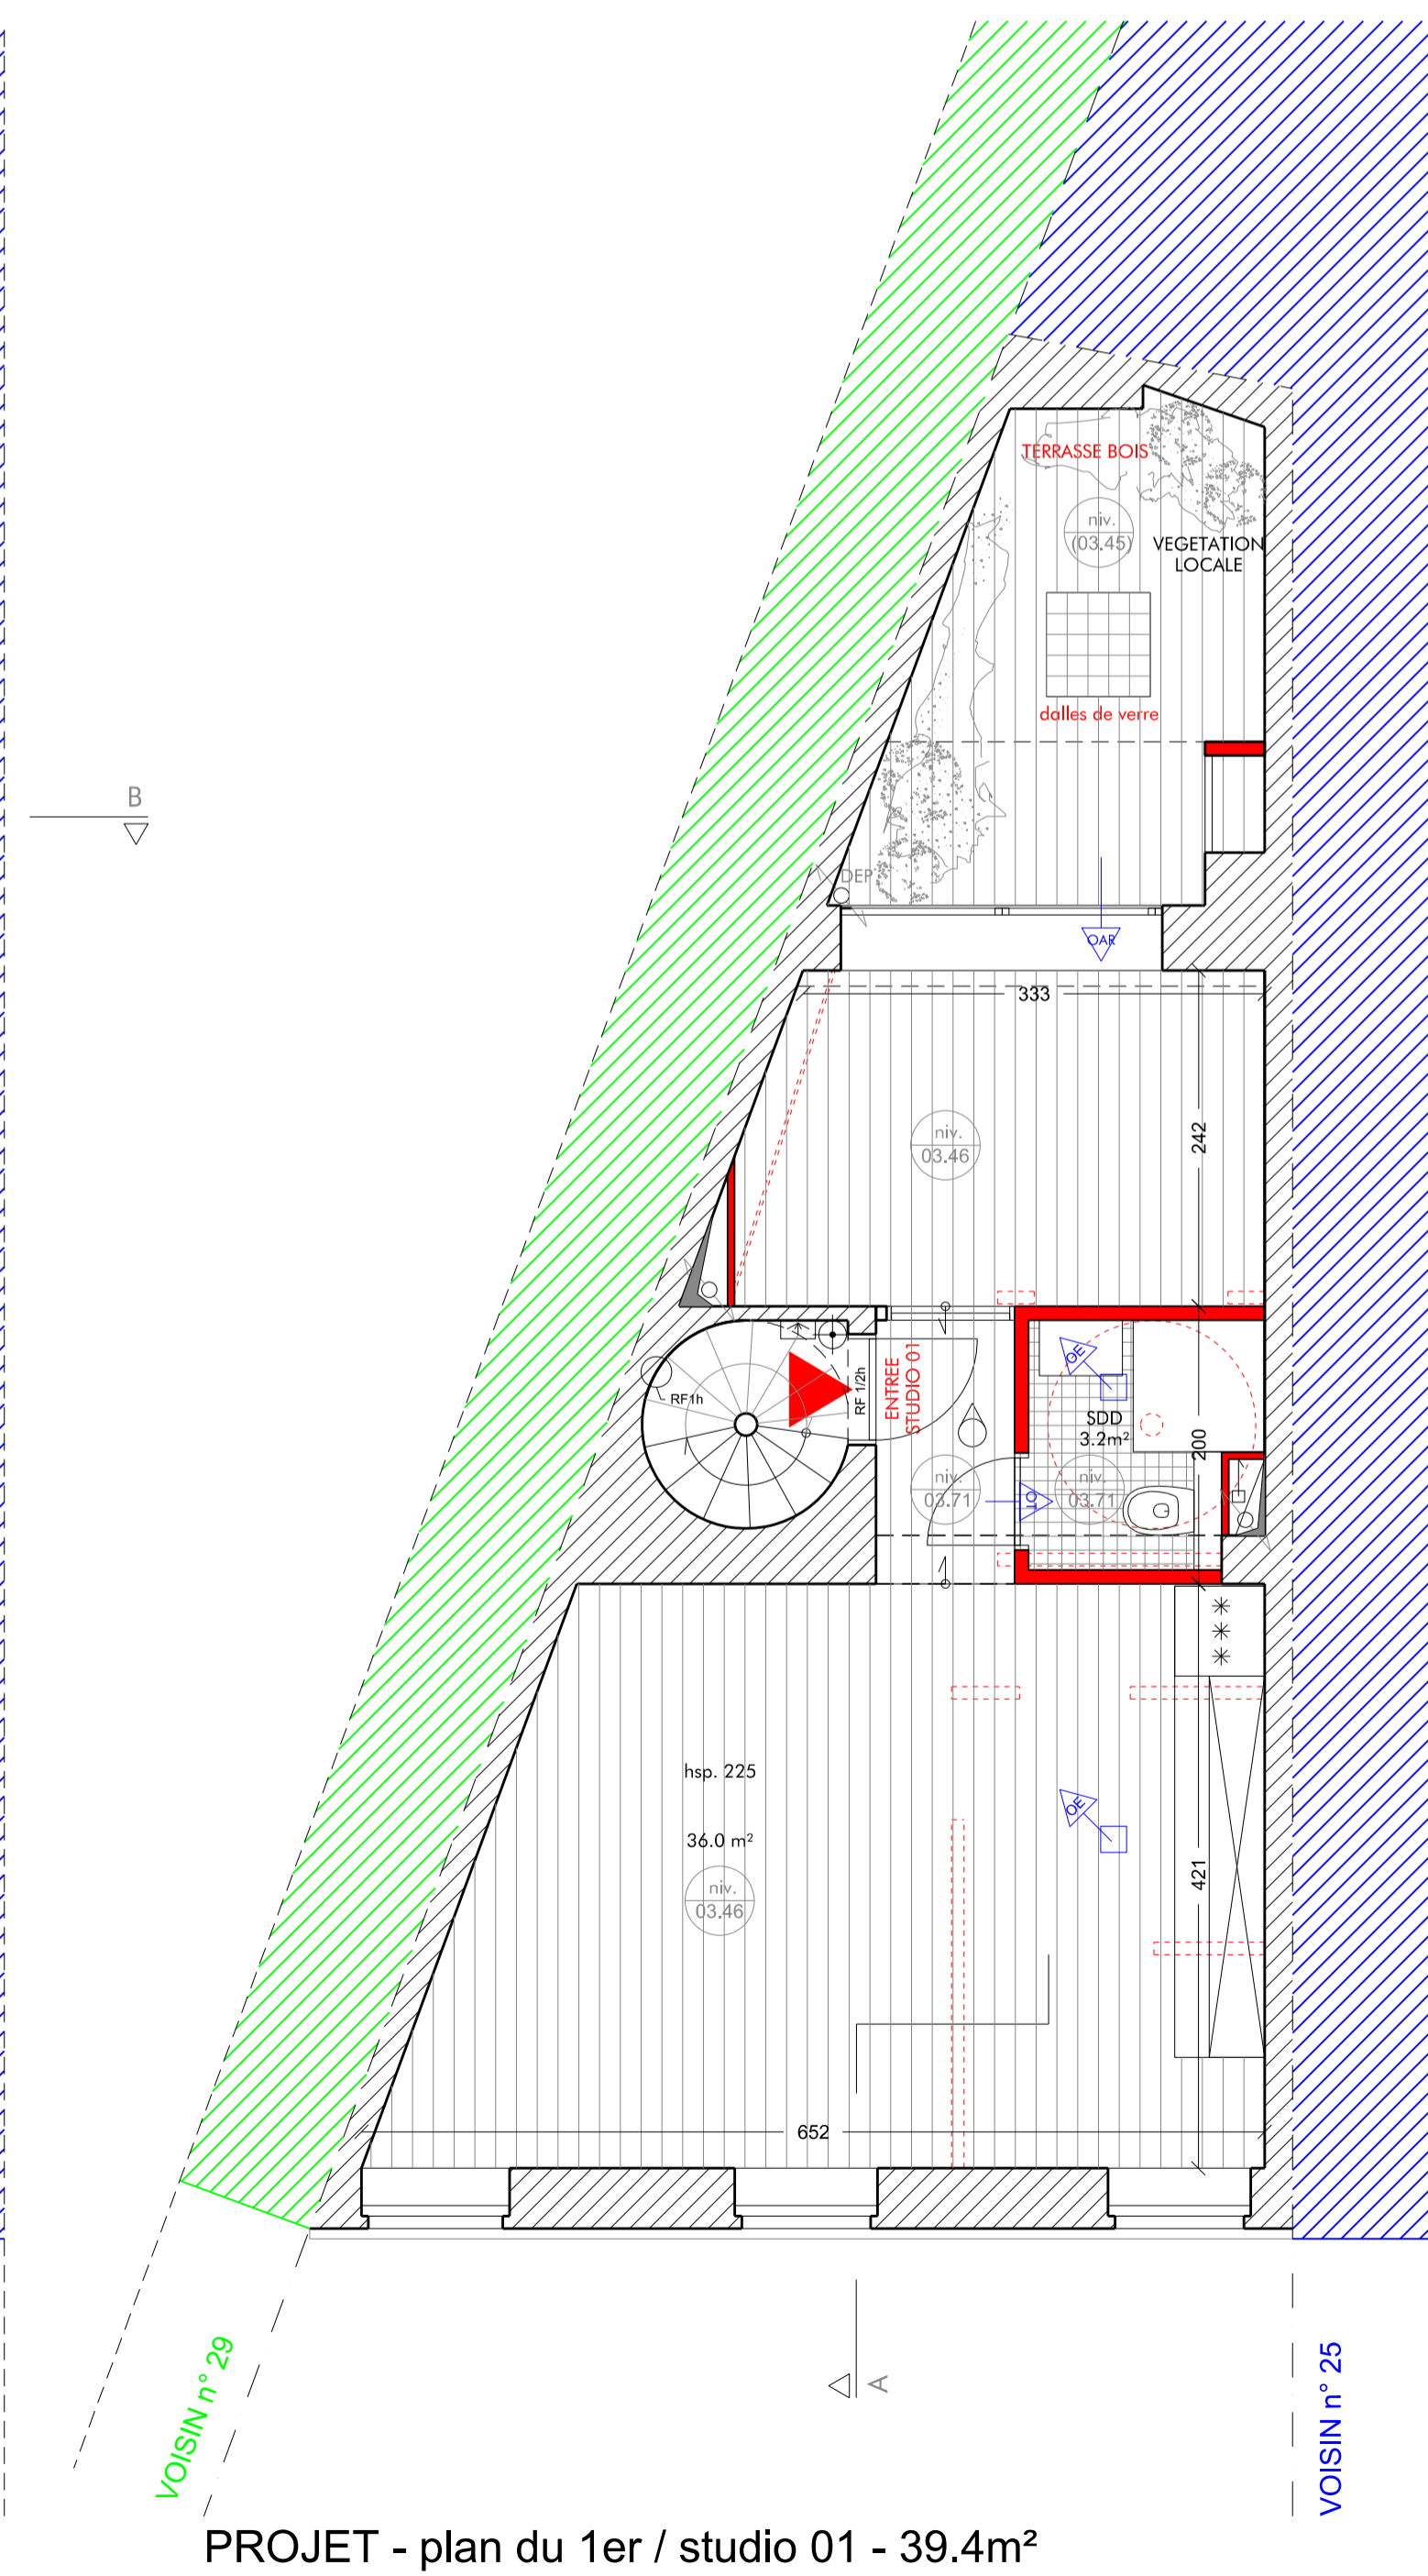 TERRASSE BOIS
niv.
(03.45)
VEGETATION
LOCALE
dalles de verre
B
DEP
OAR
333
niv.
03.46
242
RF1h
RF 1/2h
ENTREE
STUDIO 01
OE
SDD
3.2m²
200
niv.
03.71
OT
niv.
03.71
hsp. 225
36.0 m²
niv.
03.46
OE
421
652
A
VOISIN n° 29
VOISIN n° 25
PROJET - plan du 1er / studio 01 - 39.4m²